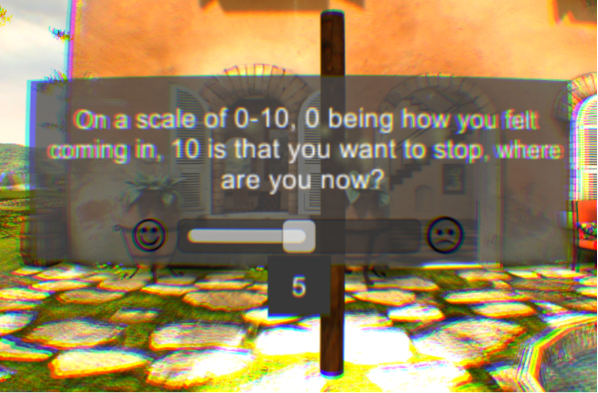 On a scale of 0-10, 0 being how you felt
coming in, 10 is that you want to stop, where
are you now?
5